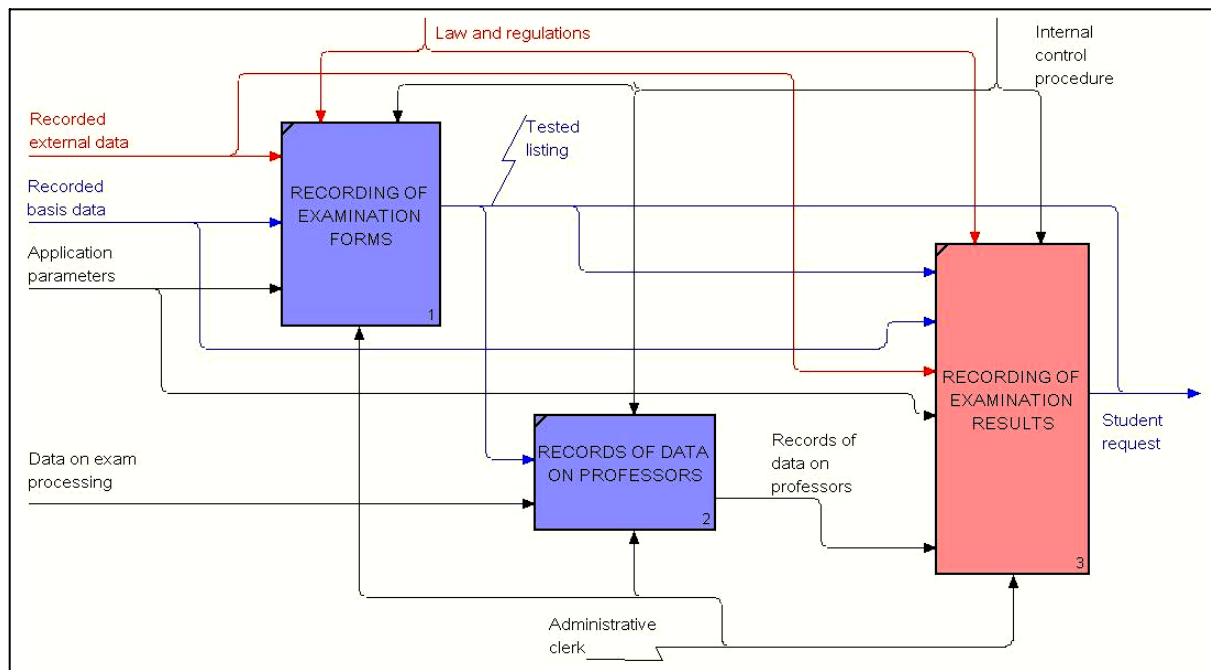 Law and regulations
Internal
control
procedure
Recorded
external data
Tested
listing
RECORDING OF
EXAMINATION
FORMS
1
Recorded
basis data
Application
parameters
RECORDING OF
EXAMINATION
RESULTS
3
Student
request
RECORDS OF DATA
ON PROFESSORS
2
Records of
data on
professors
Data on exam
processing
Administrative
clerk